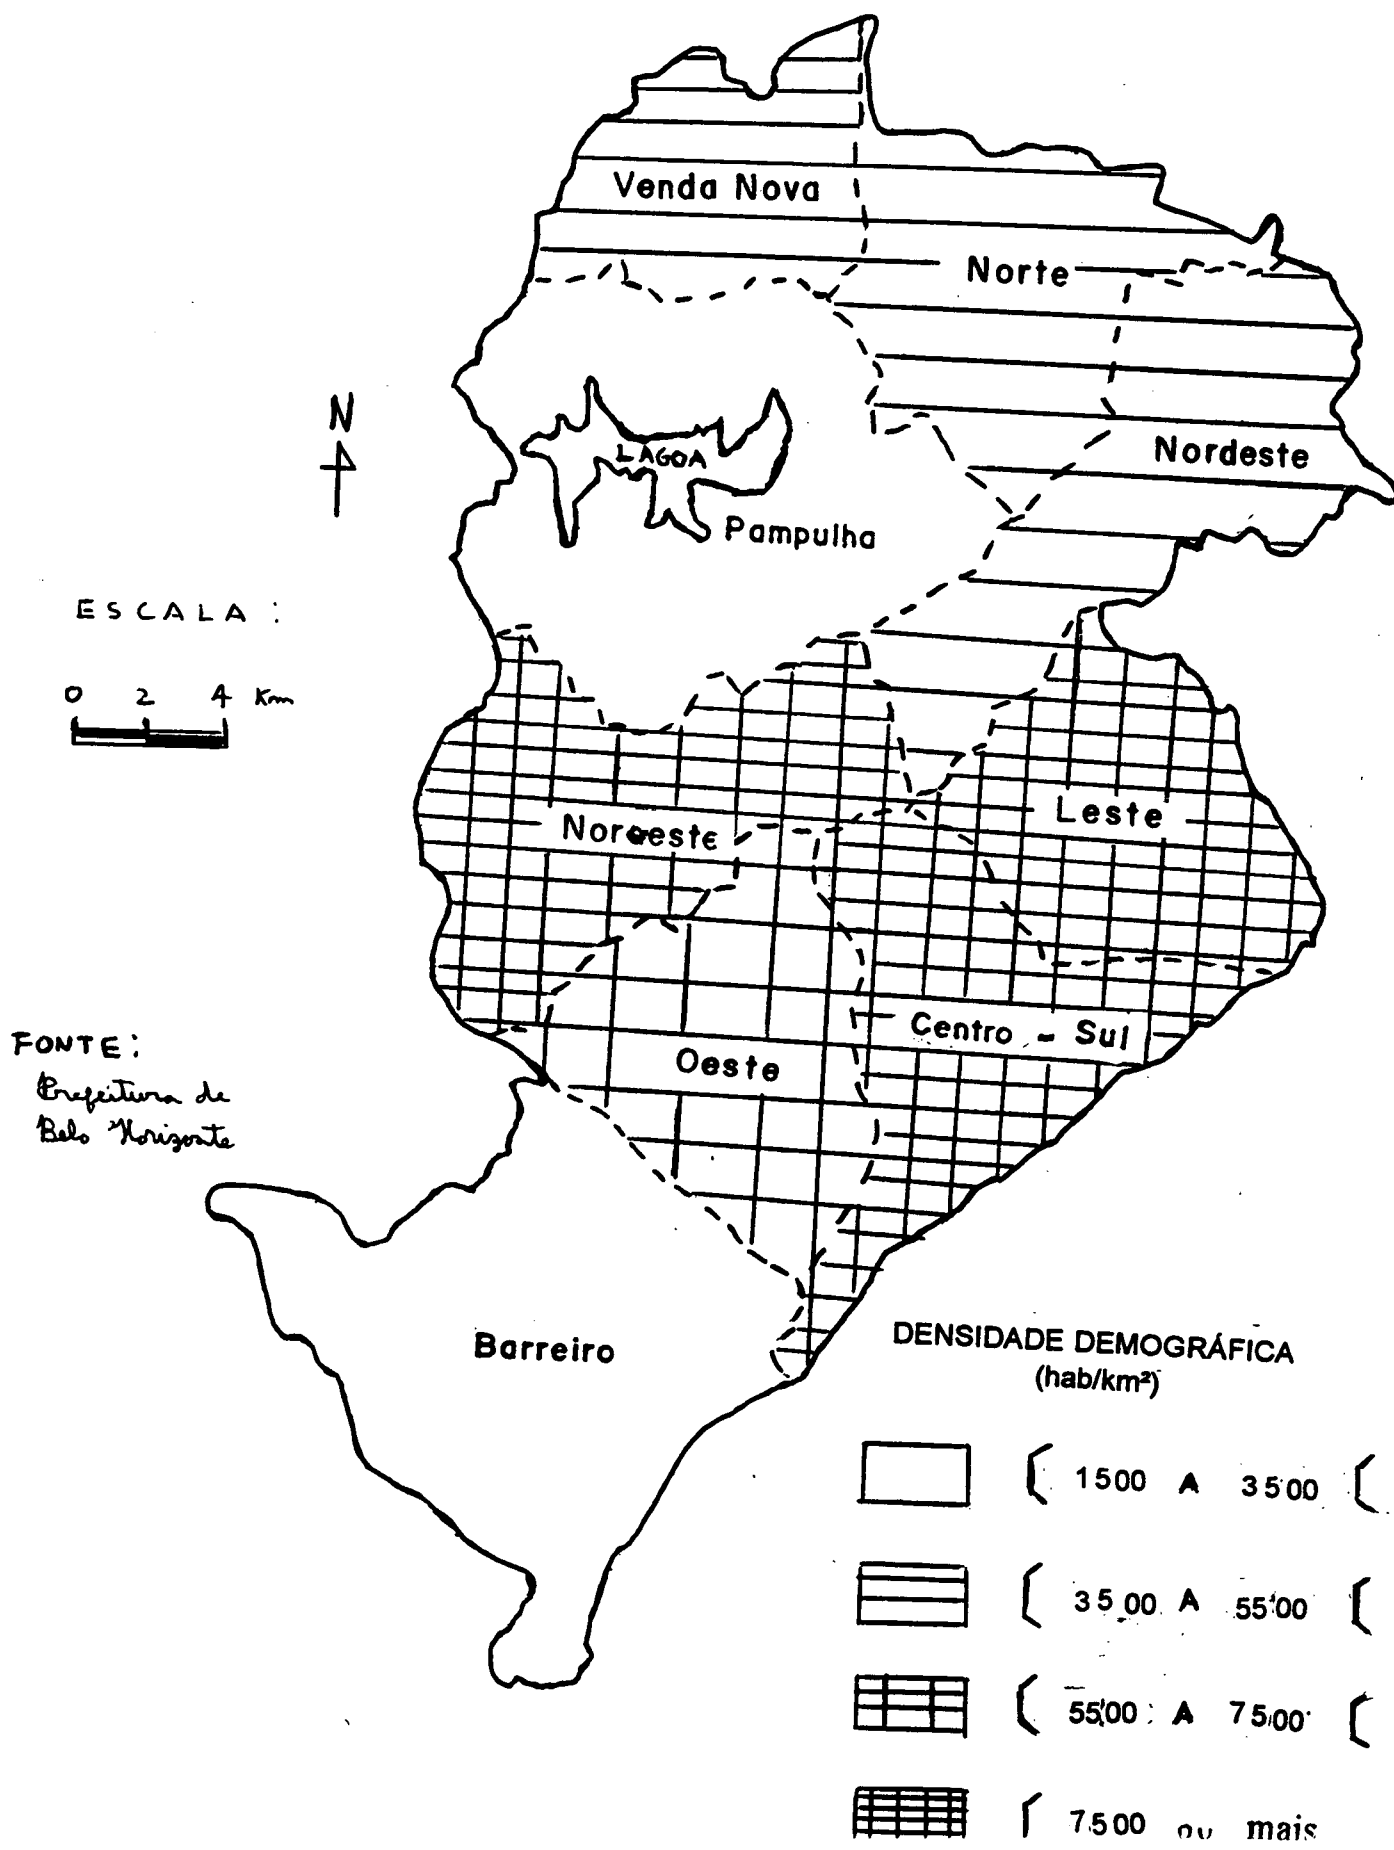 Venda Nova
Norte
N
LAGOA
Nordeste
Pampulha
ESCALA:
0 2 4 Km
Noroeste
Leste
Centro - Sul
FONTE:
Prefeitura de
Belo Horizonte
Oeste
Barreiro
DENSIDADE DEMOGRÁFICA
(hab/km²)
[ 1500 A 3500 [
[ 3500 A 5500 [
[ 5500 A 7500 [
[ 7500 ou mais